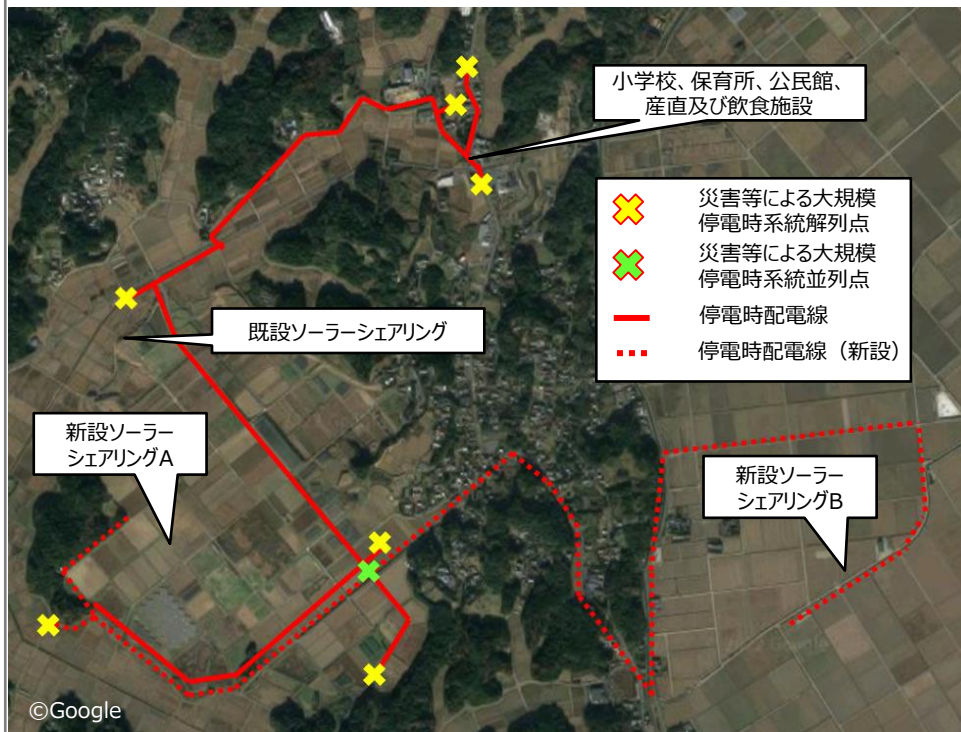 小学校、保育所、公民館、
産直及び飲食施設
災害等による大規模
停電時系統解列点
災害等による大規模
停電時系統並列点
停電時配電線
停電時配電線（新設）
既設ソーラーシェアリング
新設ソーラー
シェアリングA
新設ソーラー
シェアリングB
©Google